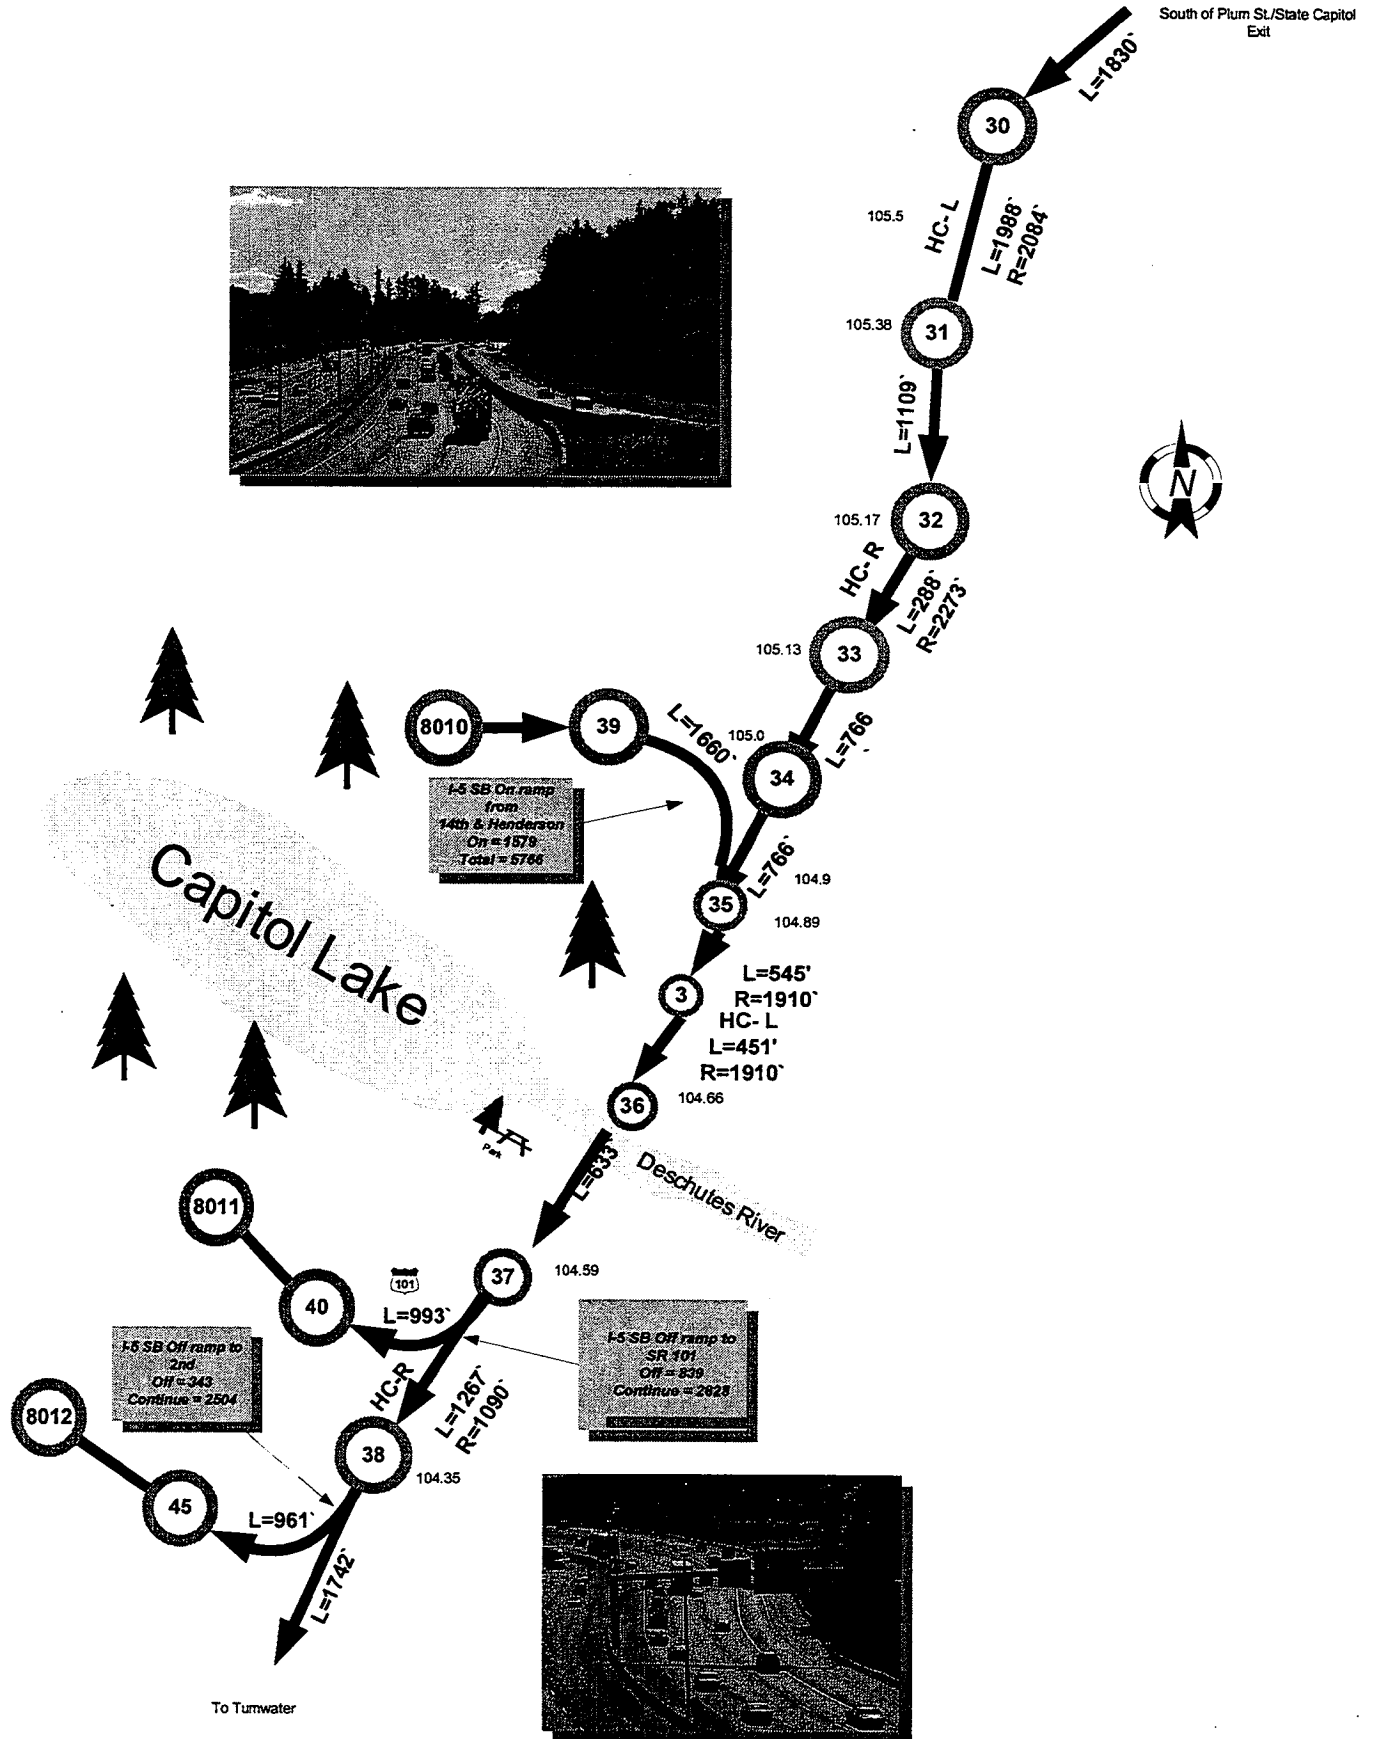 South of Plum St./State Capitol
Exit
L=1830`
30
105.5
HC- L
L=1988`
R=2084`
105.38
31
L=1109`
N
105.17
32
HC- R
L=288`
R=2273`
105.13
33
8010
39
L=1660`
105.0
L=766`
34
I-5 SB On ramp
from
14th & Henderson
On = 1579
Total = 5766
L=766`
104.9
35
104.89
Capitol Lake
3
L=545'
R=1910`
HC- L
L=451'
R=1910`
36
104.66
Park
L=633`
Deschutes River
8011
37
104.59
101
40
L=993`
I-5 SB Off ramp to
2nd
Off = 343
Continue = 2504
I-5 SB Off ramp to
SR 101
Off = 839
Continue =
HC-R
L=1267`
R=1090`
8012
38
104.35
45
L=961`
L=1742`
To Tumwater